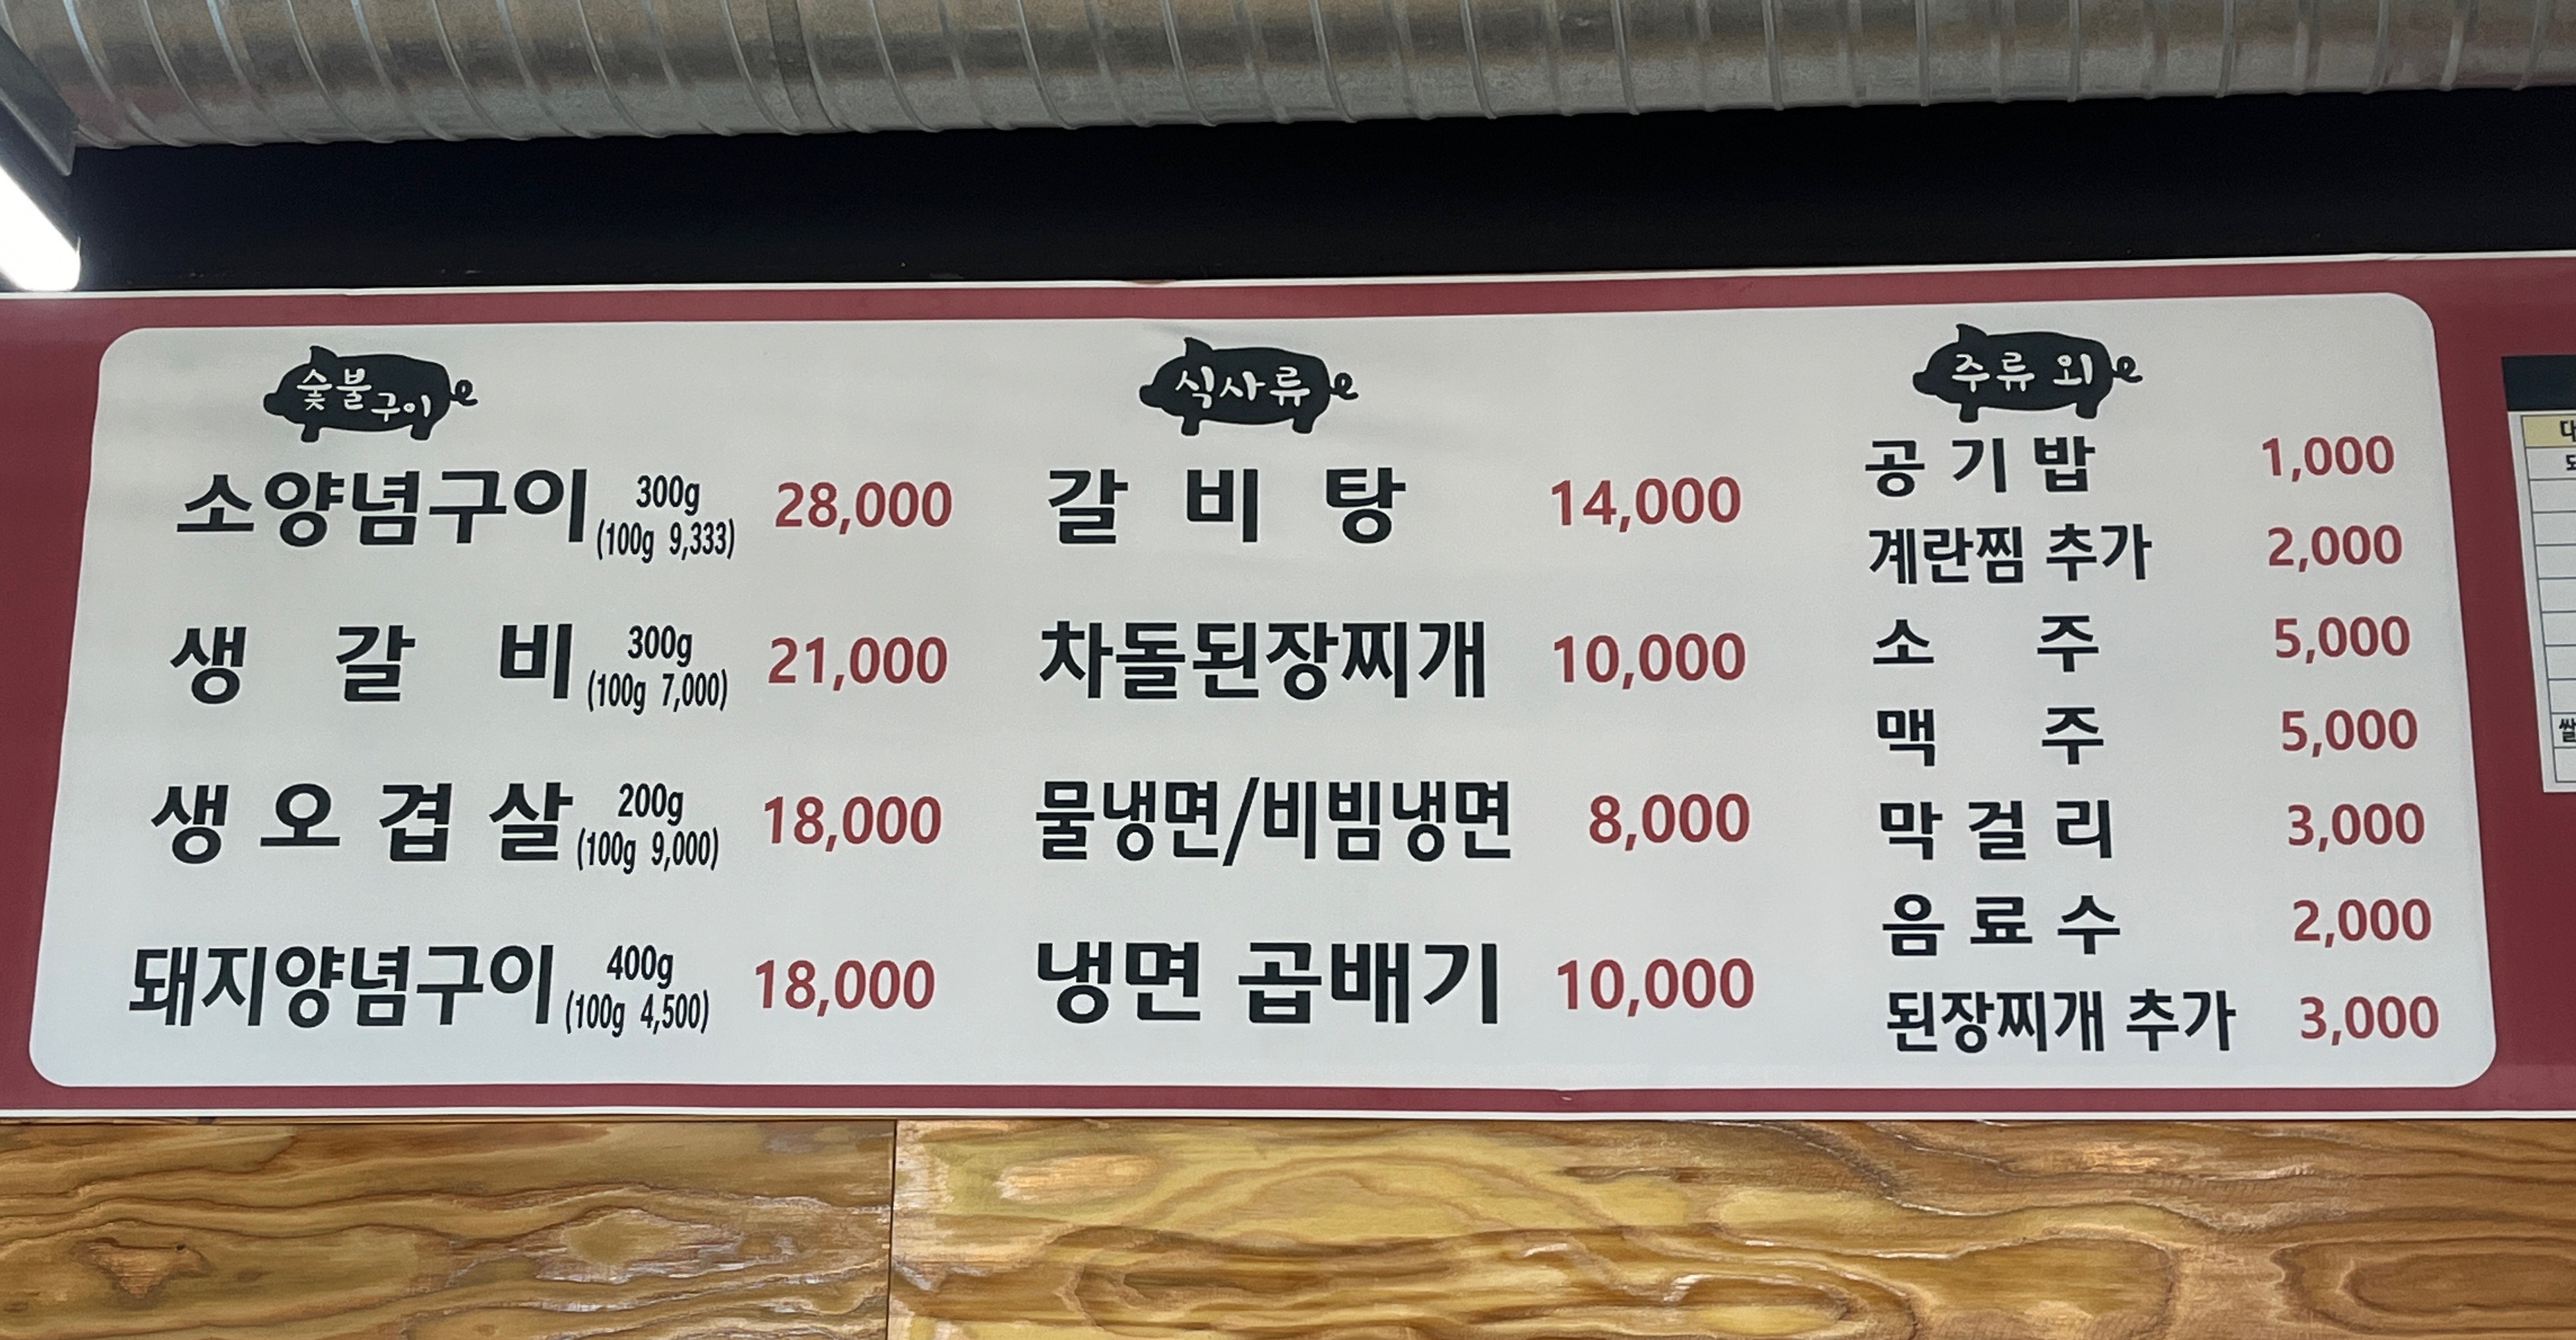 숯불구이
소양념구이 300g (100g 9,333) 28,000
생갈비 300g (100g 7,000) 21,000
생오겹살 200g (100g 9,000) 18,000
돼지양념구이 400g (100g 4,500) 18,000
식사류
갈비탕 14,000
차돌된장찌개 10,000
물냉면/비빔냉면 8,000
냉면 곱배기 10,000
주류 외
공기밥 1,000
계란찜 추가 2,000
소주 5,000
맥주 5,000
막걸리 3,000
음료수 2,000
된장찌개 추가 3,000